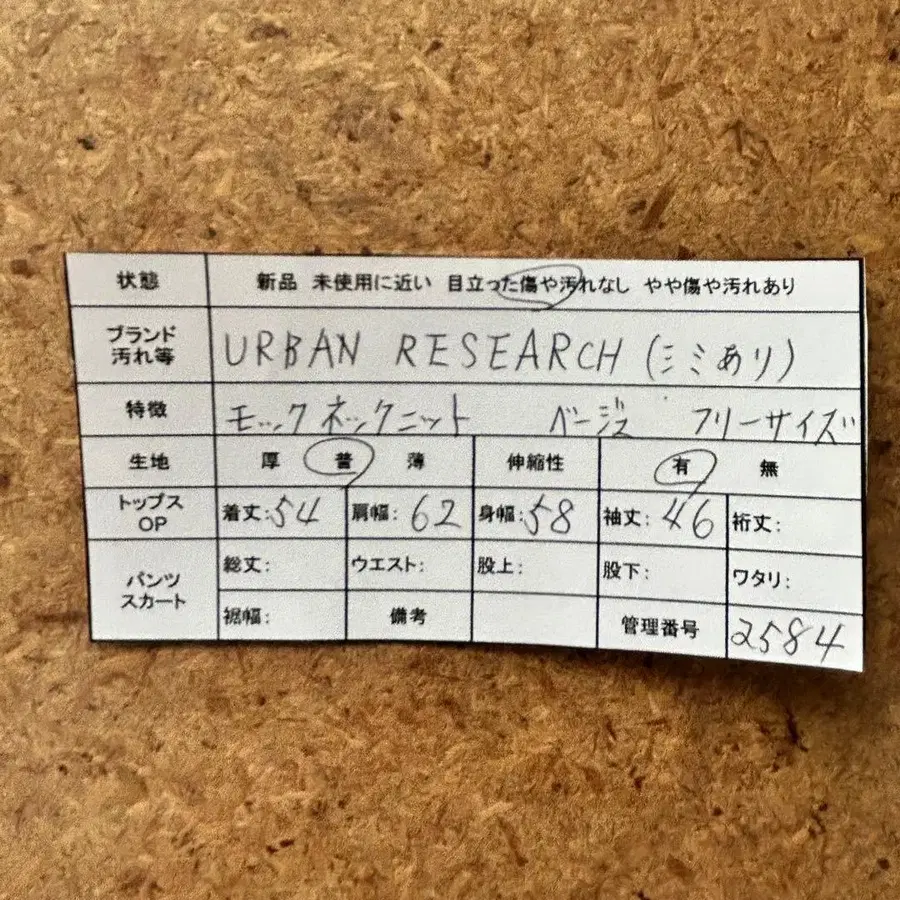 状態 新品 未使用に近い 目立った傷や汚れなし やや傷や汚れあり
ブランド
汚れ等 URBAN RESEARCH (シミあり)
特徴 モックネックニット ベージュ フリーサイズ
生地 厚 普 薄 伸縮性 有 無
トップス
OP 着丈:54 肩幅:62 身幅:58 袖丈:46 裄丈:
パンツ
スカート 総丈: ウエスト: 股上: 股下: ワタリ:
裾幅: 備考 管理番号 2584